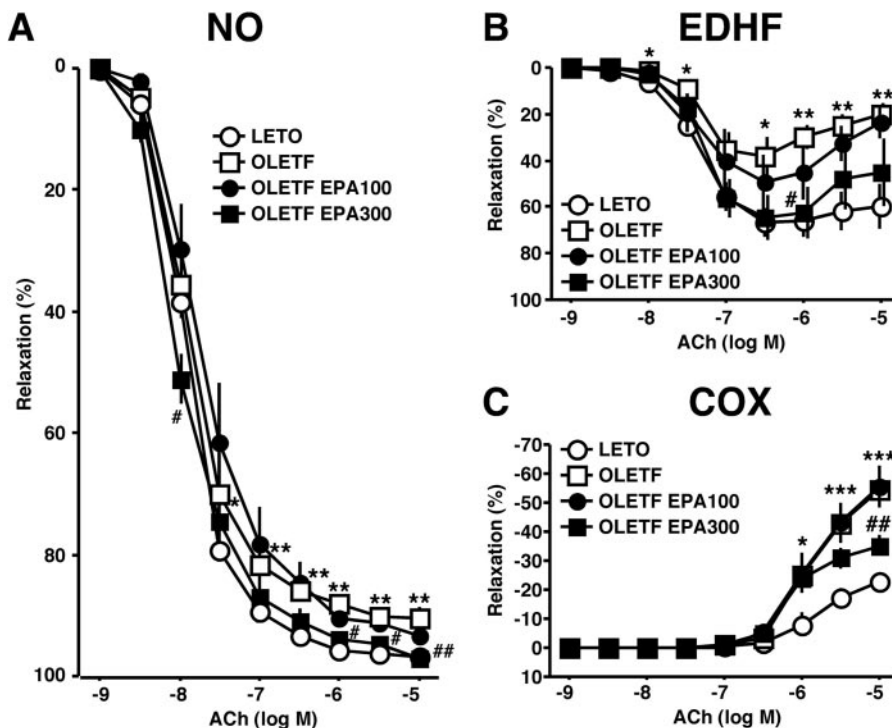 A
NO
0
20
40
60
80
100
Relaxation (%)
LETO
OLETF
OLETF EPA100
OLETF EPA300
#
*
**
**
**
**
**
#
#
##
-9
-8
-7
-6
-5
ACh (log M)
B
EDHF
0
20
40
60
80
100
Relaxation (%)
*
*
*
**
**
**
#
LETO
OLETF
OLETF EPA100
OLETF EPA300
-9
-8
-7
-6
-5
ACh (log M)
C
COX
-70
-60
-50
-40
-30
-20
-10
0
10
Relaxation (%)
LETO
OLETF
OLETF EPA100
OLETF EPA300
*
***
***
##
-9
-8
-7
-6
-5
ACh (log M)